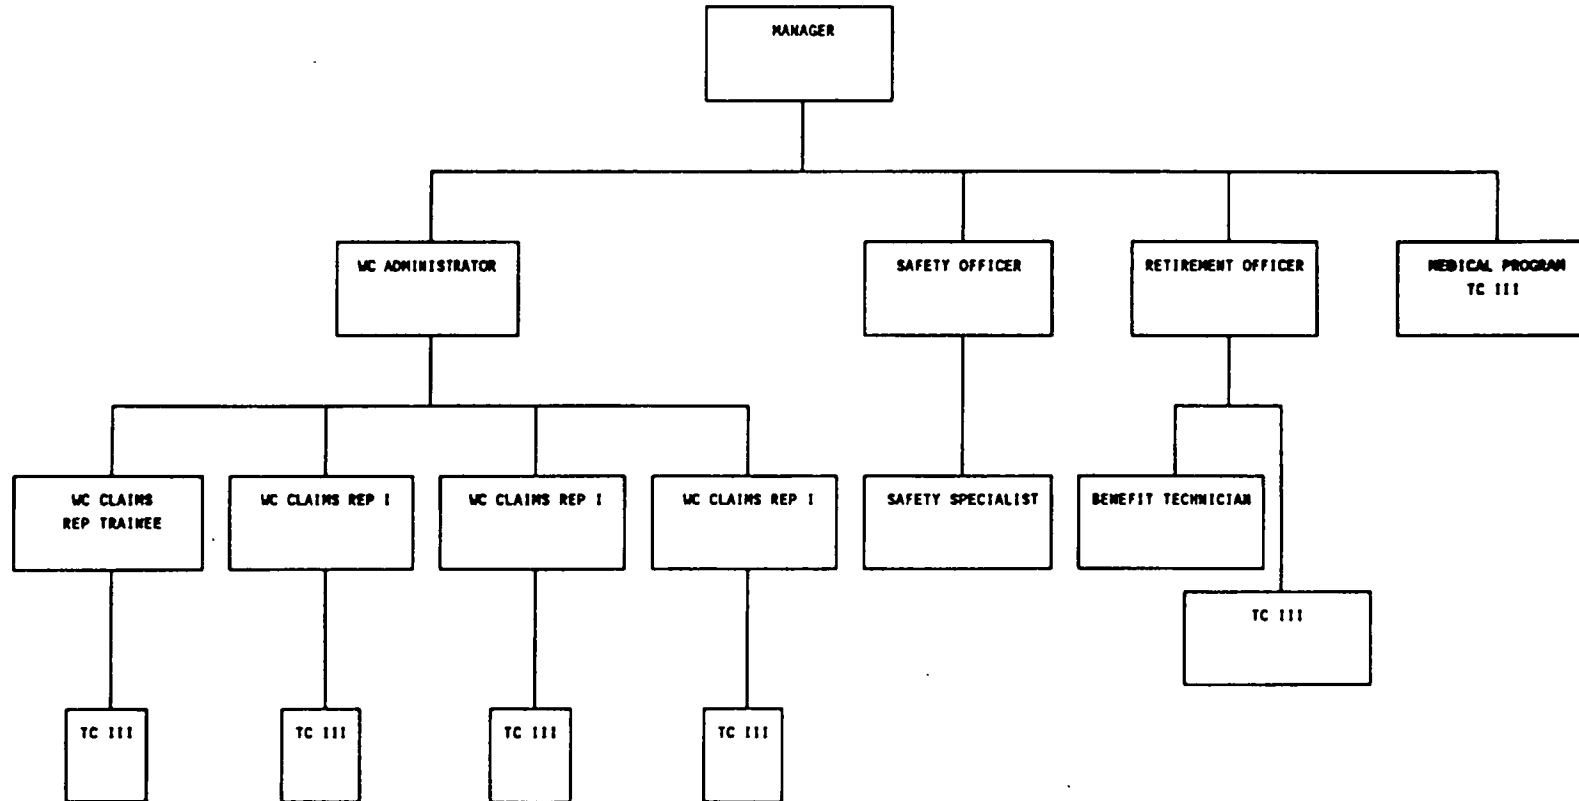 MANAGER
WC ADMINISTRATOR
SAFETY OFFICER
RETIREMENT OFFICER
MEDICAL PROGRAM
TC III
WC CLAIMS
REP TRAINEE
WC CLAIMS REP I
WC CLAIMS REP I
WC CLAIMS REP I
SAFETY SPECIALIST
BENEFIT TECHNICIAN
TC III
TC III
TC III
TC III
TC III